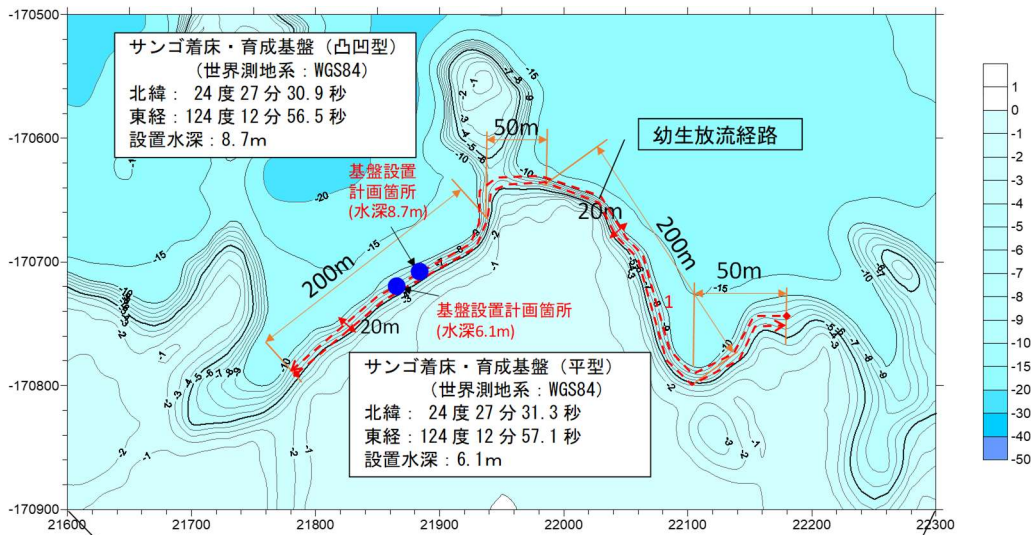 -170500
-170600
-170700
-170800
-170900
21600
21700
21800
21900
22000
22100
22200
22300
サンゴ着床・育成基盤（凸凹型）
（世界測地系：WGS84）
北緯： 24 度 27 分 30.9 秒
東経：124 度 12 分 56.5 秒
設置水深：8.7m
基盤設置
計画箇所
(水深8.7m)
50m
幼生放流経路
20m
200m
50m
200m
20m
1
基盤設置計画箇所
(水深6.1m)
サンゴ着床・育成基盤（平型）
（世界測地系：WGS84）
北緯： 24 度 27 分 31.3 秒
東経：124 度 12 分 57.1 秒
設置水深：6.1m
1
0
-1
-2
-3
-4
-5
-6
-7
-8
-9
-10
-15
-20
-30
-40
-50